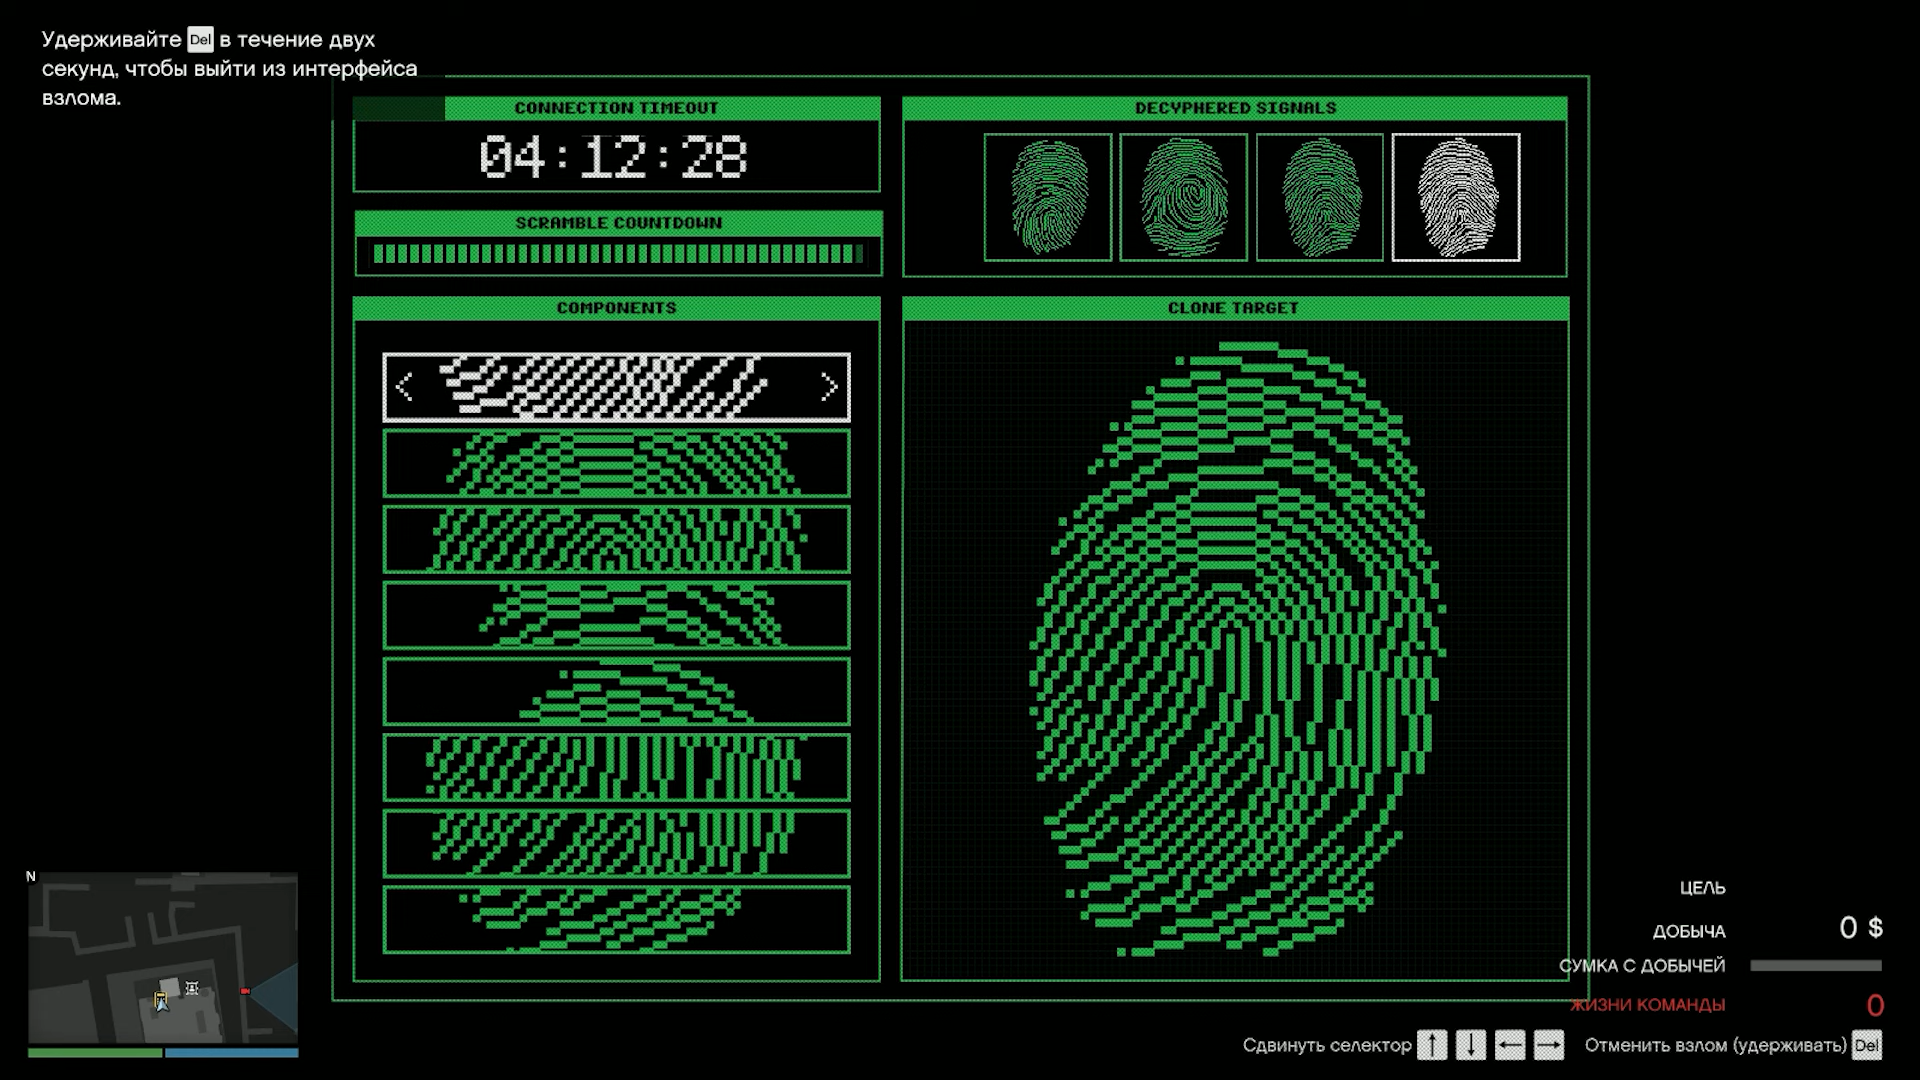 Удерживайте Del в течение двух
секунд, чтобы выйти из интерфейса
взлома.
CONNECTION TIMEOUT
04:12:28
DECYPHERED SIGNALS
SCRAMBLE COUNTDOWN
COMPONENTS
CLONE TARGET
N
ЦЕЛЬ
ДОБЫЧА 0 $
СУМКА С ДОБЫЧЕЙ
ЖИЗНИ КОМАНДЫ 0
Сдвинуть селектор ↑ ↓ ← → Отменить взлом (удерживать) Del